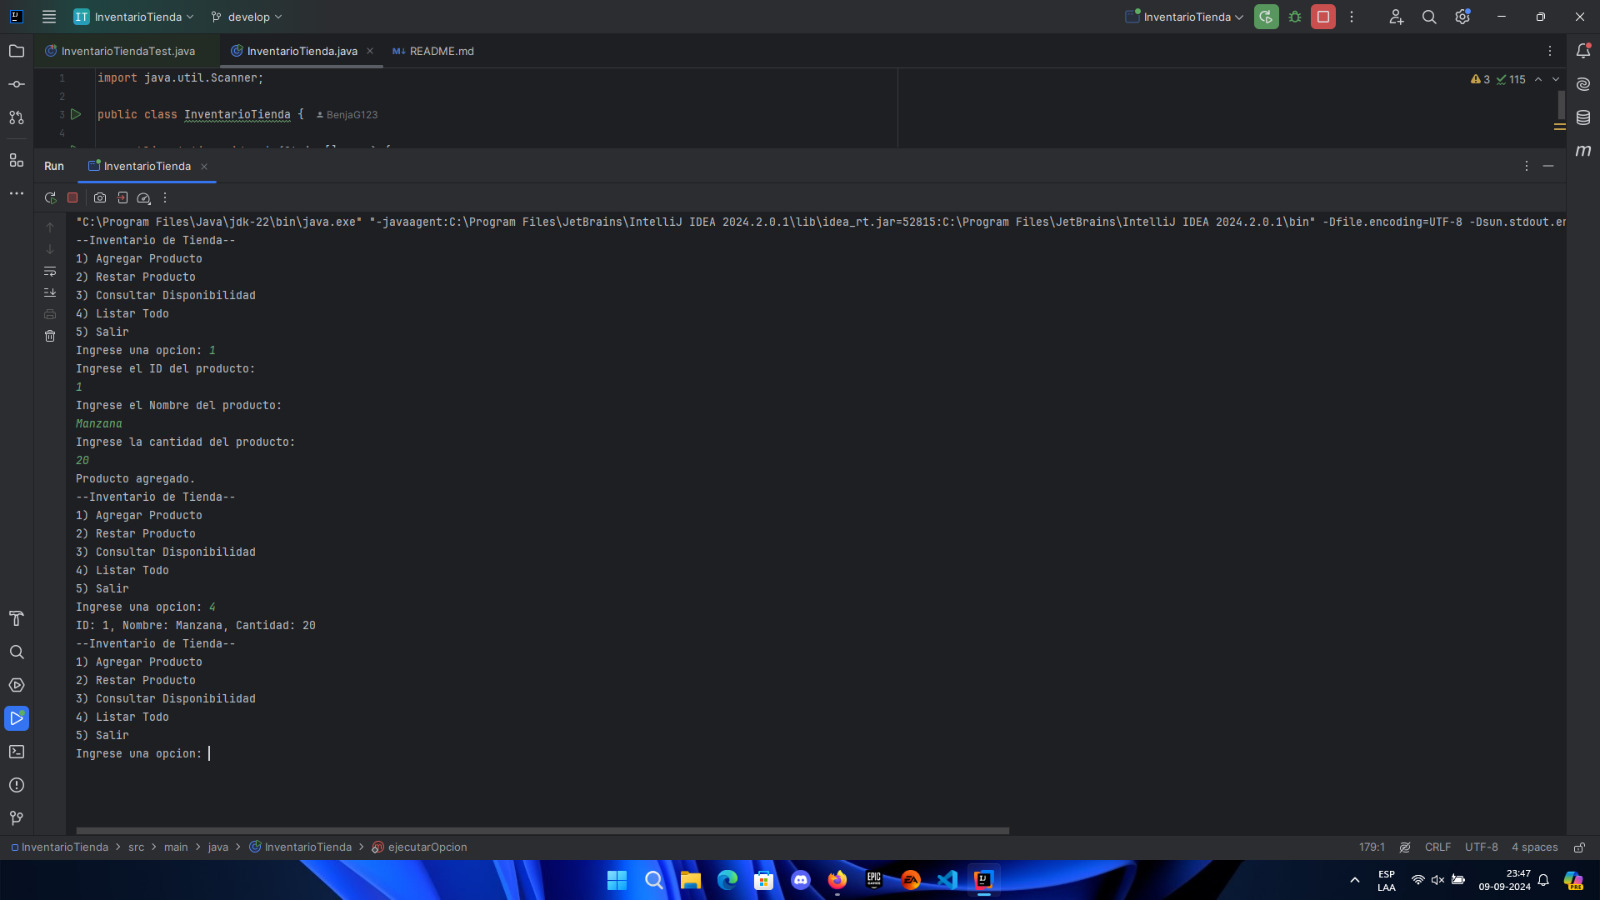 IT InventarioTienda develop InventarioTienda
InventarioTiendaTest.java InventarioTienda.java README.md
1 import java.util.Scanner; 3 115
2
3 public class InventarioTienda { BenjaG123
4
Run InventarioTienda
"C:\Program Files\Java\jdk-22\bin\java.exe" "-javaagent:C:\Program Files\JetBrains\IntelliJ IDEA 2024.2.0.1\lib\idea_rt.jar=52815:C:\Program Files\JetBrains\IntelliJ IDEA 2024.2.0.1\bin" -Dfile.encoding=UTF-8 -Dsun.stdout.en
--Inventario de Tienda--
1) Agregar Producto
2) Restar Producto
3) Consultar Disponibilidad
4) Listar Todo
5) Salir
Ingrese una opcion: 1
Ingrese el ID del producto:
1
Ingrese el Nombre del producto:
Manzana
Ingrese la cantidad del producto:
20
Producto agregado.
--Inventario de Tienda--
1) Agregar Producto
2) Restar Producto
3) Consultar Disponibilidad
4) Listar Todo
5) Salir
Ingrese una opcion: 4
ID: 1, Nombre: Manzana, Cantidad: 20
--Inventario de Tienda--
1) Agregar Producto
2) Restar Producto
3) Consultar Disponibilidad
4) Listar Todo
5) Salir
Ingrese una opcion:
InventarioTienda > src > main > java > InventarioTienda > ejecutarOpcion 179:1 CRLF UTF-8 4 spaces
ESP 23:47
LAA 09-09-2024